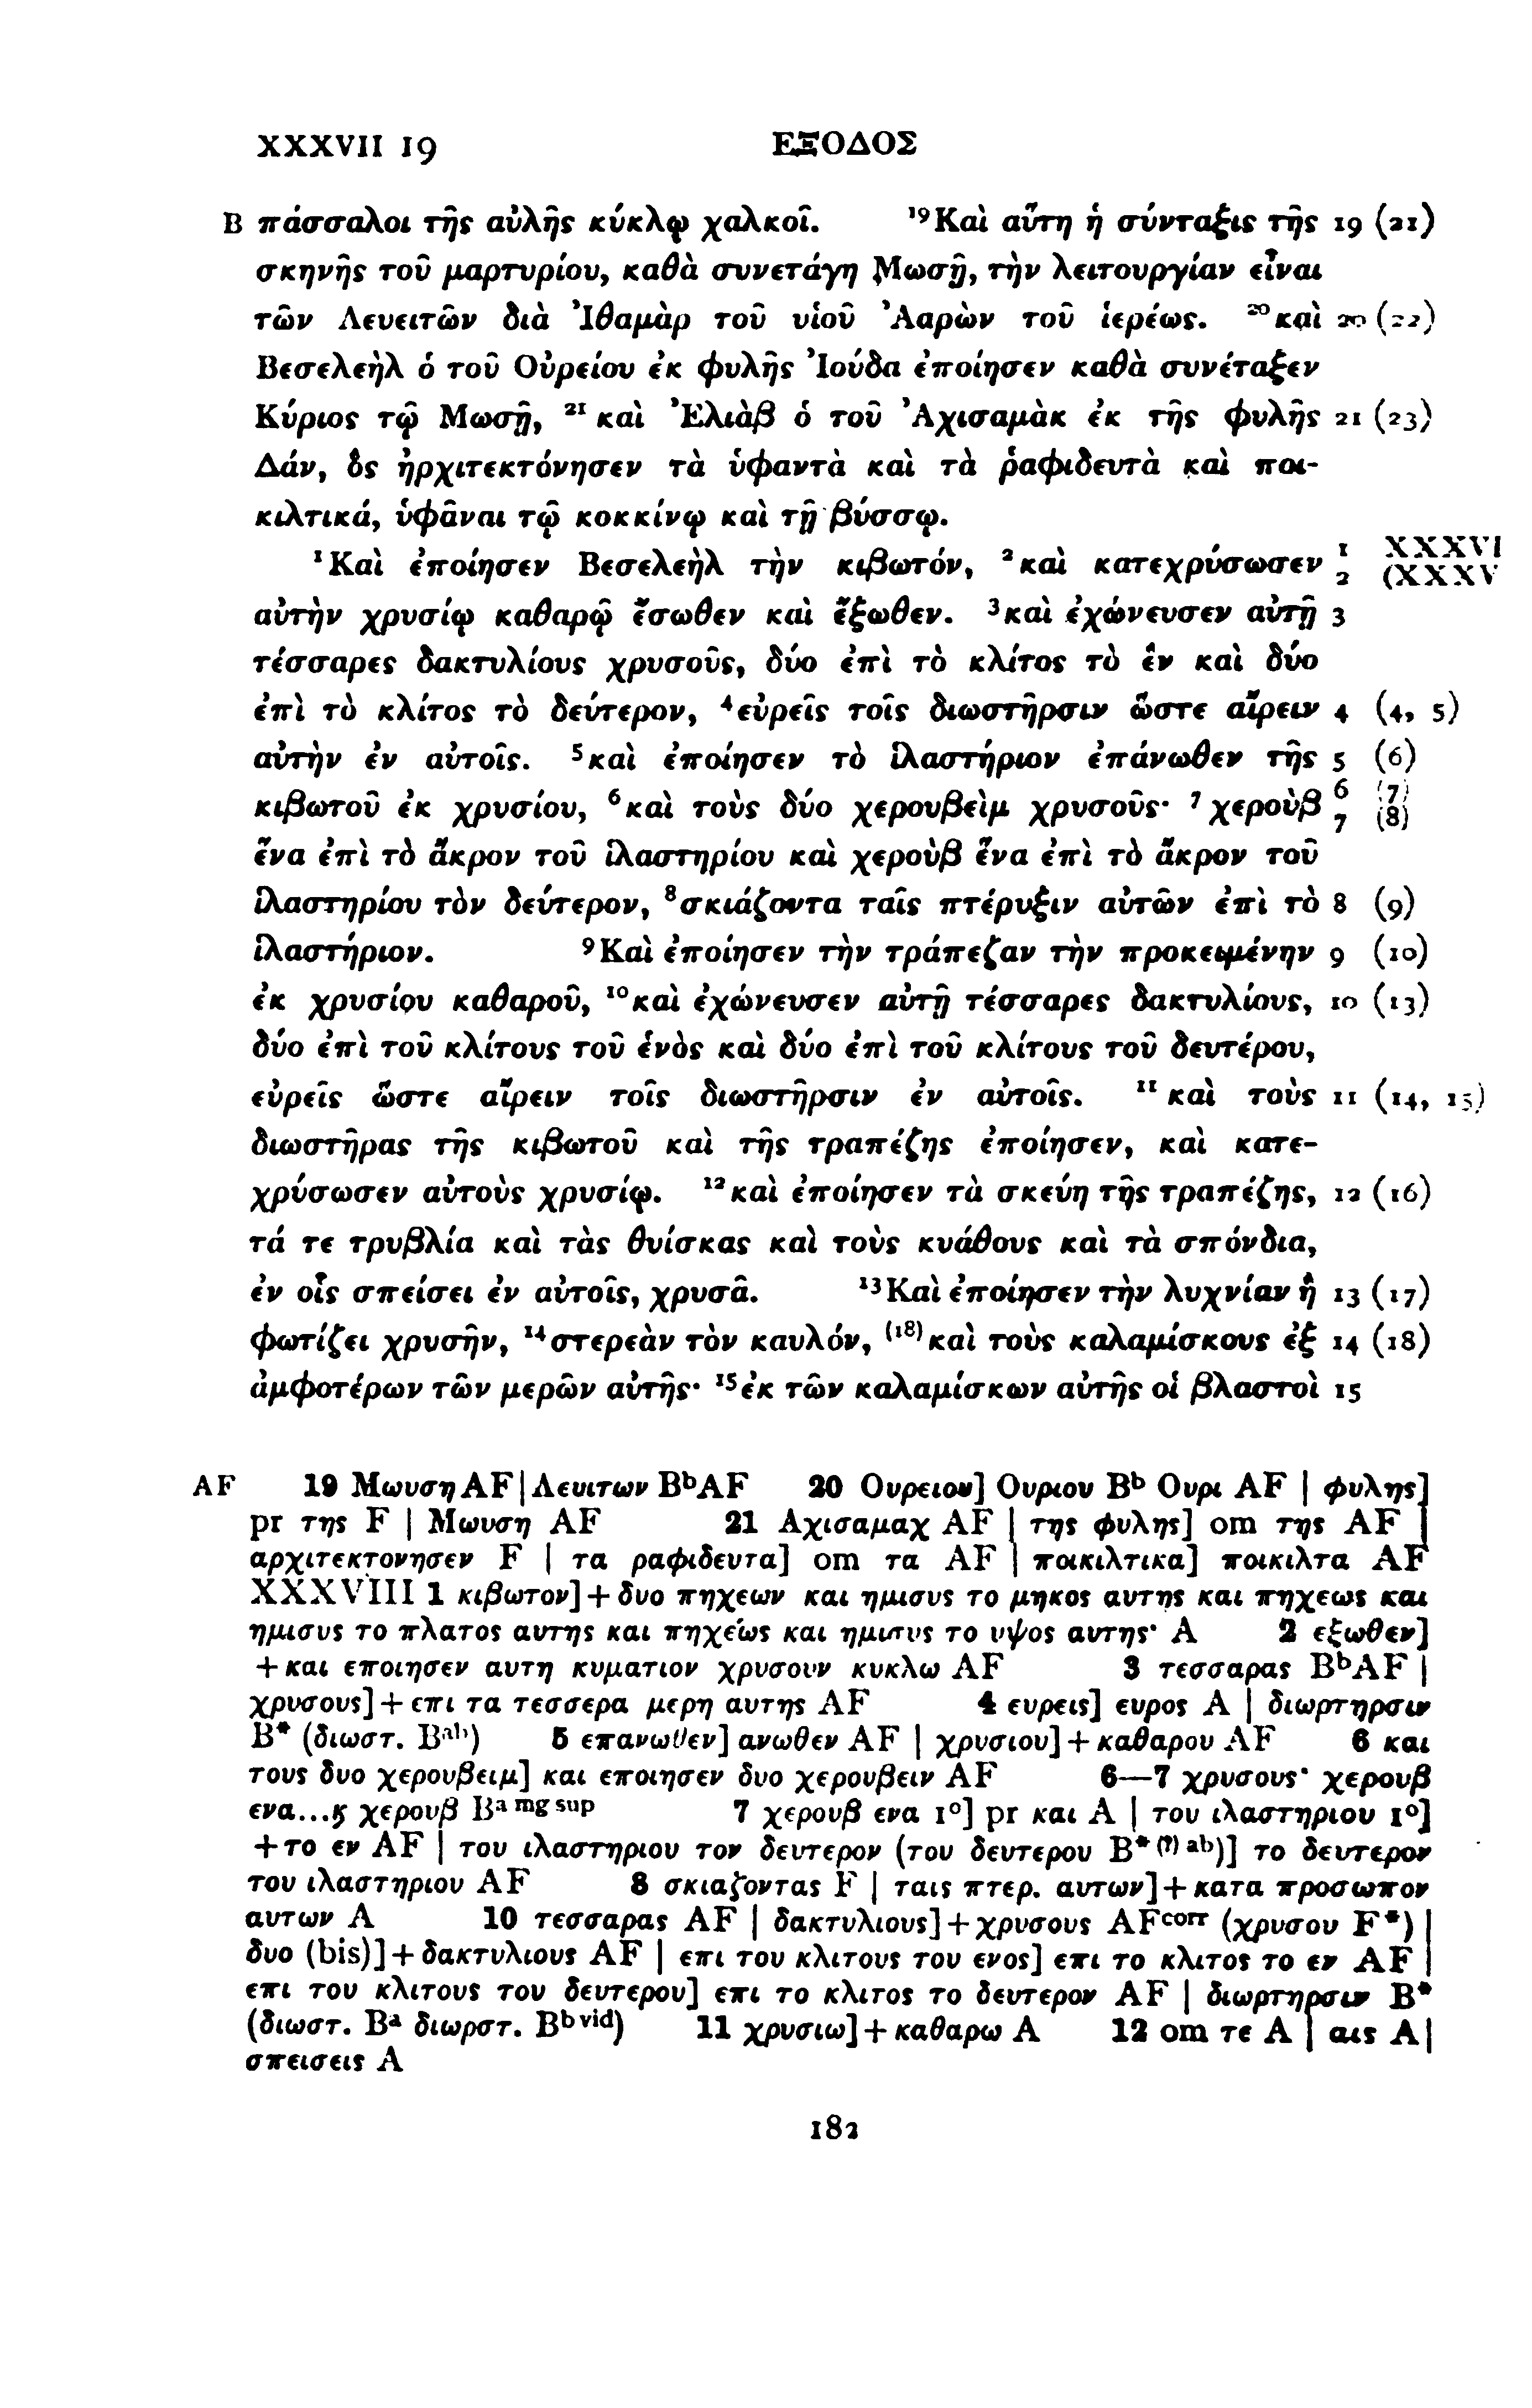 XXXVII 19 ΕΞΟΔΟΣ
B πάσσαλοι τῆς αὐλῆς κύκλῳ χαλκοῖ. ¹⁹Καὶ αὕτη ἡ σύνταξις τῆς 19 (21)
σκηνῆς τοῦ μαρτυρίου, καθὰ συνετάγη Μωσῇ, τὴν λειτουργίαν εἶναι
τῶν Λευειτῶν διὰ Ἰθαμὰρ τοῦ υἱοῦ Ἀαρὼν τοῦ ἱερέως. ²⁰καὶ 20 (22)
Βεσελεὴλ ὁ τοῦ Οὐρείου ἐκ φυλῆς Ἰούδα ἐποίησεν καθὰ συνέταξεν
Κύριος τῷ Μωσῇ, ²¹καὶ Ἐλιὰβ ὁ τοῦ Ἀχισαμὰκ ἐκ τῆς φυλῆς 21 (23)
Δάν, ὃς ἠρχιτεκτόνησεν τὰ ὑφαντὰ καὶ τὰ ῥαφιδευτὰ καὶ ποι-
κιλτικά, ὑφᾶναι τῷ κοκκίνῳ καὶ τῇ βύσσῳ.
¹Καὶ ἐποίησεν Βεσελεὴλ τὴν κιβωτόν, ²καὶ κατεχρύσωσεν 1 2 XXXVI (XXXV
αὐτὴν χρυσίῳ καθαρῷ ἔσωθεν καὶ ἔξωθεν. ³καὶ ἐχώνευσεν αὐτῇ 3
τέσσαρες δακτυλίους χρυσοῦς, δύο ἐπὶ τὸ κλίτος τὸ ἓν καὶ δύο
ἐπὶ τὸ κλίτος τὸ δεύτερον, ⁴εὑρεῖς τοῖς διωστῆρσιν ὥστε αἴρειν 4 (4, 5)
αὐτὴν ἐν αὐτοῖς. ⁵καὶ ἐποίησεν τὸ ἱλαστήριον ἐπάνωθεν τῆς 5 (6)
κιβωτοῦ ἐκ χρυσίου, ⁶καὶ τοὺς δύο χερουβεὶμ χρυσοῦς· ⁷χεροὺβ 6 (7) 7 (8)
ἕνα ἐπὶ τὸ ἄκρον τοῦ ἱλαστηρίου καὶ χεροὺβ ἕνα ἐπὶ τὸ ἄκρον τοῦ
ἱλαστηρίου τὸν δεύτερον, ⁸σκιάζοντα ταῖς πτέρυξιν αὐτῶν ἐπὶ τὸ 8 (9)
ἱλαστήριον. ⁹Καὶ ἐποίησεν τὴν τράπεζαν τὴν προκειμένην 9 (10)
ἐκ χρυσίου καθαροῦ, ¹⁰καὶ ἐχώνευσεν αὐτῇ τέσσαρες δακτυλίους, 10 (13)
δύο ἐπὶ τοῦ κλίτους τοῦ ἑνὸς καὶ δύο ἐπὶ τοῦ κλίτους τοῦ δευτέρου,
εὑρεῖς ὥστε αἴρειν τοῖς διωστῆρσιν ἐν αὐτοῖς. ¹¹καὶ τοὺς 11 (14, 15)
διωστῆρας τῆς κιβωτοῦ καὶ τῆς τραπέζης ἐποίησεν, καὶ κατε-
χρύσωσεν αὐτοὺς χρυσίῳ. ¹²καὶ ἐποίησεν τὰ σκεύη τῆς τραπέζης, 12 (16)
τά τε τρυβλία καὶ τὰς θυίσκας καὶ τοὺς κυάθους καὶ τὰ σπόνδια,
ἐν οἷς σπείσει ἐν αὐτοῖς, χρυσᾶ. ¹³Καὶ ἐποίησεν τὴν λυχνίαν ἣ 13 (17)
φωτίζει χρυσῆν, ¹⁴στερεὰν τὸν καυλόν, ⁽¹⁸⁾καὶ τοὺς καλαμίσκους ἐξ 14 (18)
ἀμφοτέρων τῶν μερῶν αὐτῆς· ¹⁵ἐκ τῶν καλαμίσκων αὐτῆς οἱ βλαστοὶ 15
AF 19 Μωυση AF | Λευιτων Bᵇ AF 20 Ουρειου] Ουριου Bᵇ Ουρι AF | φυλης]
pr της F | Μωυση AF 21 Αχισαμαχ AF | της φυλης] om της AF |
αρχιτεκτονησεν F | τα ραφιδευτα] om τα AF | ποικιλτικα] ποικιλτα AF
XXXVIII 1 κιβωτον] + δυο πηχεων και ημισυς το μηκος αυτης και πηχεως και
ημισυς το πλατος αυτης και πηχεως και ημισυς το υψος αυτης· A 2 εξωθεν]
+ και εποιησεν αυτη κυματιον χρυσουν κυκλω AF 3 τεσσαρας Bᵇ AF |
χρυσους] + επι τα τεσσερα μερη αυτης AF 4 ευρεις] ευρος A | διωρτηρσιν
B* (διωστ. Bᵃᵇ) 5 επανωθεν] ανωθεν AF | χρυσιου] + καθαρου AF 6 και
τους δυο χερουβειμ] και εποιησεν δυο χερουβειν AF 6—7 χρυσους· χερουβ
ενα...ϗ χερουβ Bᵃ ᵐᵍ ˢᵘᵖ 7 χερουβ ενα 1°] pr και A | του ιλαστηριου 1°]
+ το εν AF | του ιλαστηριου τον δευτερον (του δευτερου B* ⁽?⁾ ᵃᵇ)] το δευτερον
του ιλαστηριου AF 8 σκιαζοντας F | ταις πτερ. αυτων] + κατα προσωπον
αυτων A 10 τεσσαρας AF | δακτυλιους] + χρυσους AFᶜᵒʳʳ (χρυσου F*) |
δυο (bis)] + δακτυλιους AF | επι του κλιτους του ενος] επι το κλιτος το εν AF |
επι του κλιτους του δευτερου] επι το κλιτος το δευτερον AF | διωρτηρσιν B*
(διωστ. Bᵃ διωρστ. Bᵇ ᵛⁱᵈ) 11 χρυσιω] + καθαρω A 12 om τε A | αις A |
σπεισεις A
182